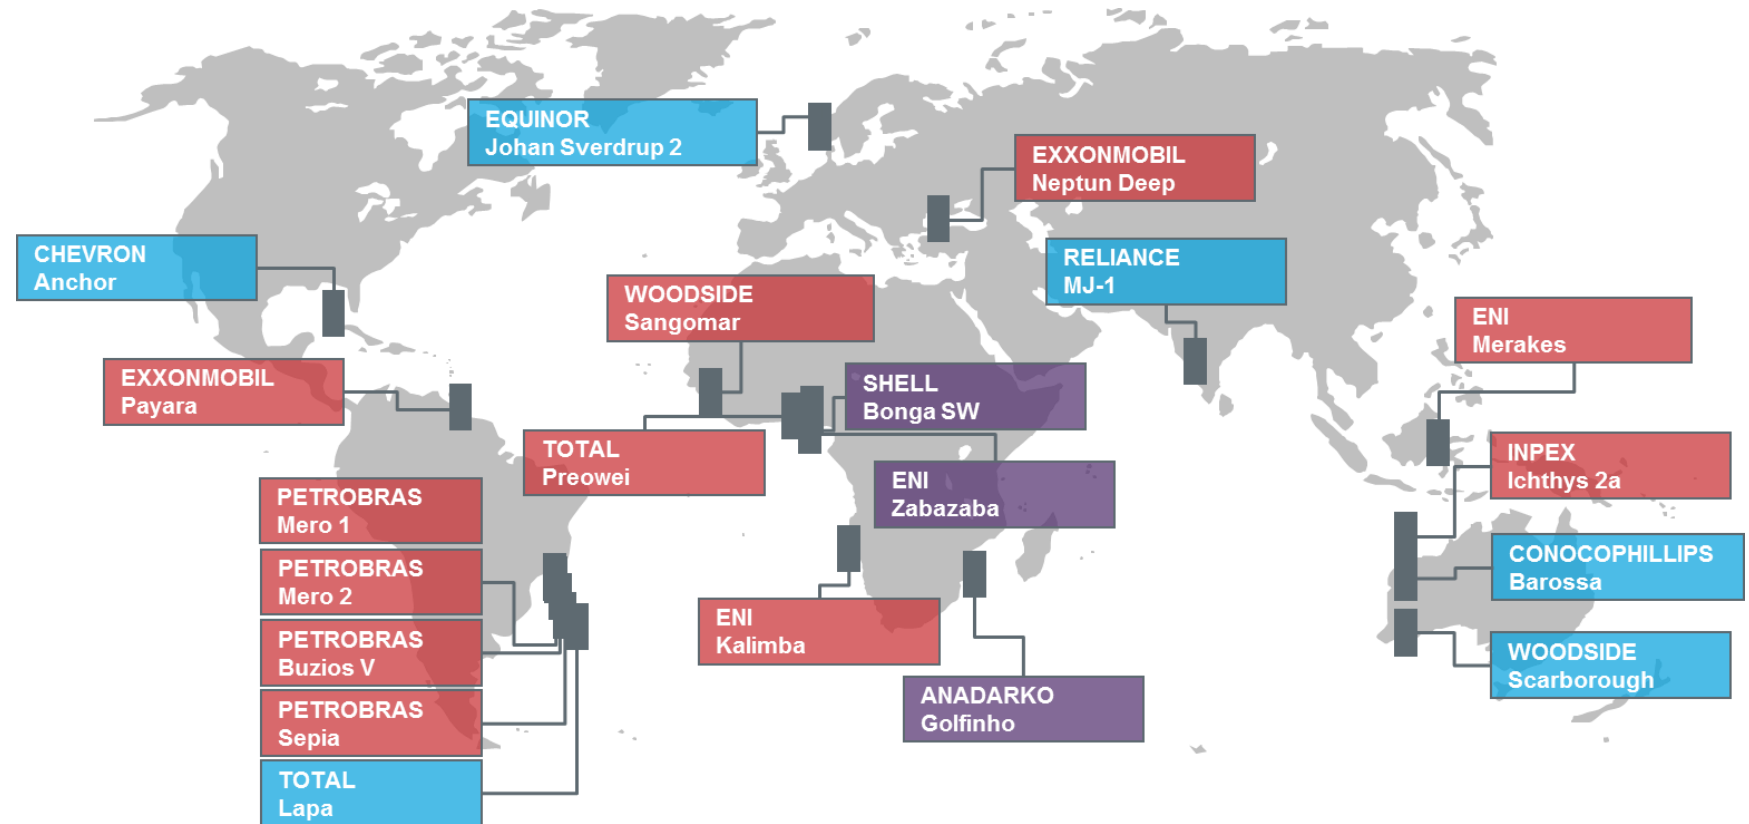 EQUINOR
Johan Sverdrup 2
EXXONMOBIL
Neptun Deep
CHEVRON
Anchor
RELIANCE
MJ-1
WOODSIDE
Sangomar
ENI
Merakes
EXXONMOBIL
Payara
SHELL
Bonga SW
TOTAL
Preowei
INPEX
Ichthys 2a
ENI
Zabazaba
PETROBRAS
Mero 1
CONOCOPHILLIPS
Barossa
PETROBRAS
Mero 2
ENI
Kalimba
PETROBRAS
Buzios V
WOODSIDE
Scarborough
ANADARKO
Golfinho
PETROBRAS
Sepia
TOTAL
Lapa